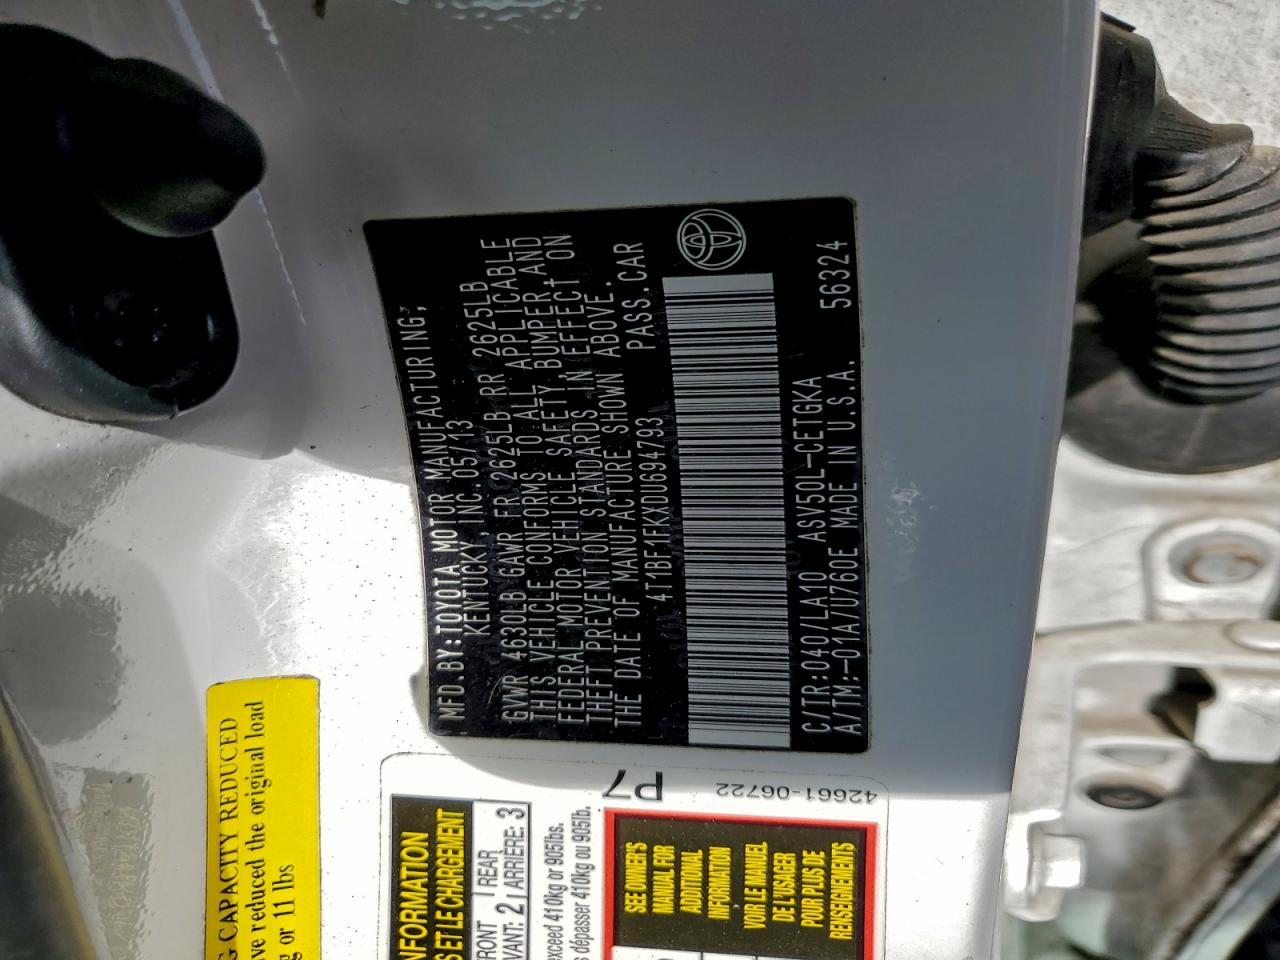 MFD.BY:TOYOTA MOTOR MANUFACTURING,
KENTUCKY, INC. 05/13
GVWR 4630LB GAWR FR 2625LB RR 2625LB
THIS VEHICLE CONFORMS TO ALL APPLICABLE
FEDERAL MOTOR VEHICLE SAFETY, BUMPER, AND
THEFT PREVENTION STANDARDS IN EFFECT ON
THE DATE OF MANUFACTURE SHOWN ABOVE.
4T1BF1FKXDU694793 PASS.CAR
C/TR:040/LA10 ASV50L-CETGKA
A/TM:-01A/U760E MADE IN U.S.A. 56324
G CAPACITY REDUCED
ve reduced the original load
g or 11 lbs
P7
42661-06722
NFORMATION
S ET LE CHARGEMENT
FRONT
AVANT: 2
REAR
ARRIÈRE: 3
exceed 410kg or 905lbs.
s dépasser 410kg ou 905lb.
SEE OWNER'S
MANUAL FOR
ADDITIONAL
INFORMATION
VOIR LE MANUEL
DE L'USAGER
POUR PLUS DE
RENSEIGNEMENTS